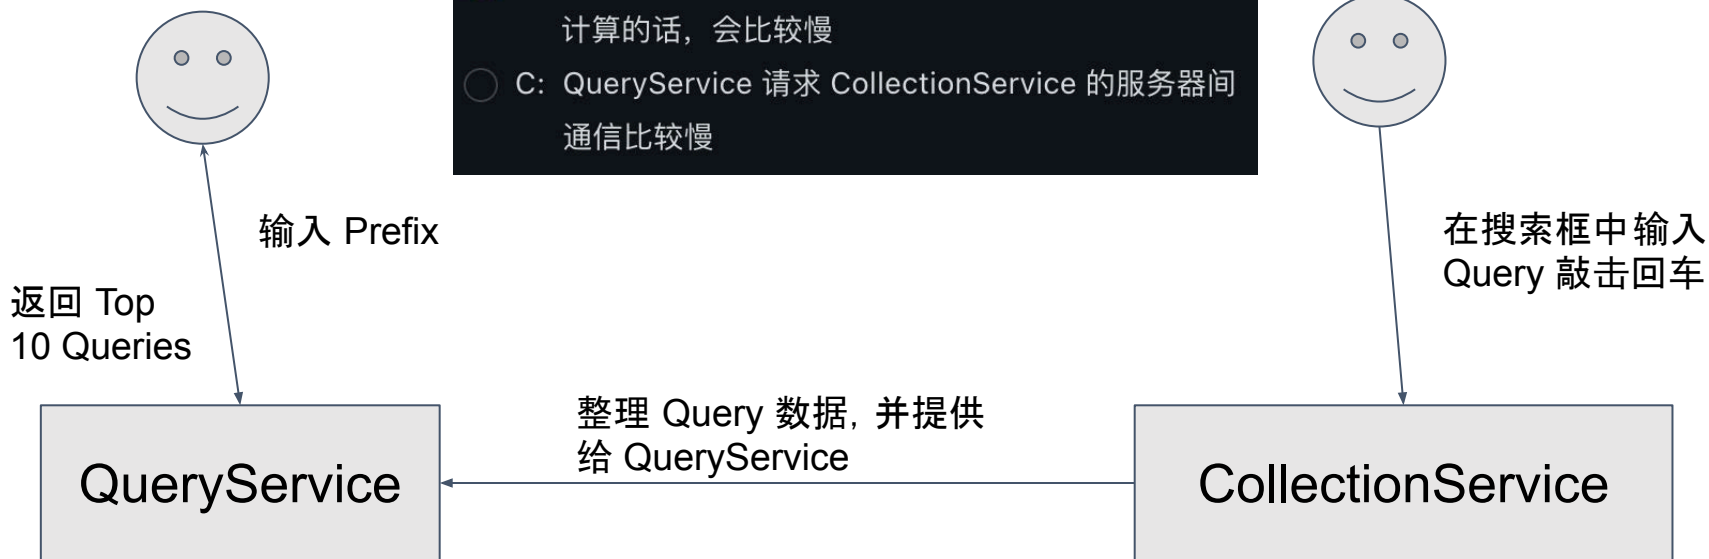 计算的话，会比较慢
C: QueryService 请求 CollectionService 的服务器间
通信比较慢
输入 Prefix
返回 Top
10 Queries
在搜索框中输入
Query 敲击回车
整理 Query 数据，并提供
给 QueryService
QueryService
CollectionService